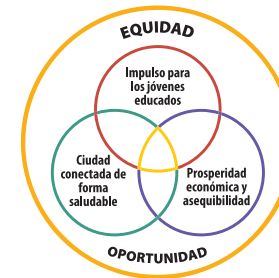 EQUIDAD
Impulso para
los jóvenes
educados
Ciudad
conectada de
forma
saludable
Prosperidad
económica y
asequibilidad
OPORTUNIDAD